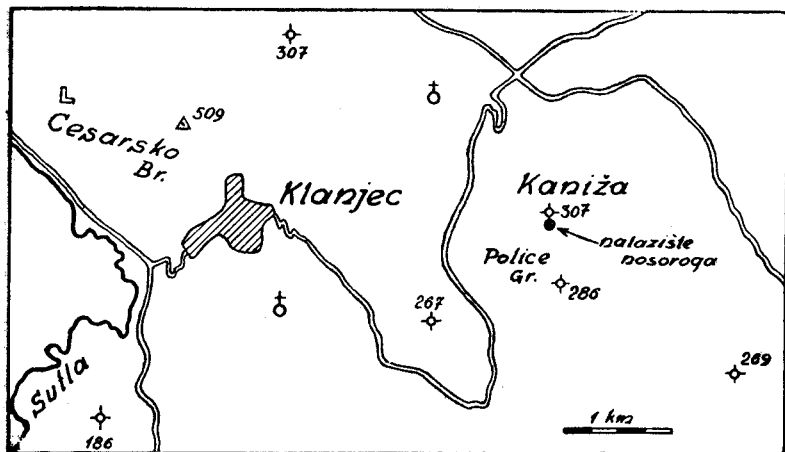 307
509
Cesarsko
Br.
Klanjec
Kaniža
307
nalazište
nosoroga
Police
Gr.
286
267
269
Sutla
186
1 km